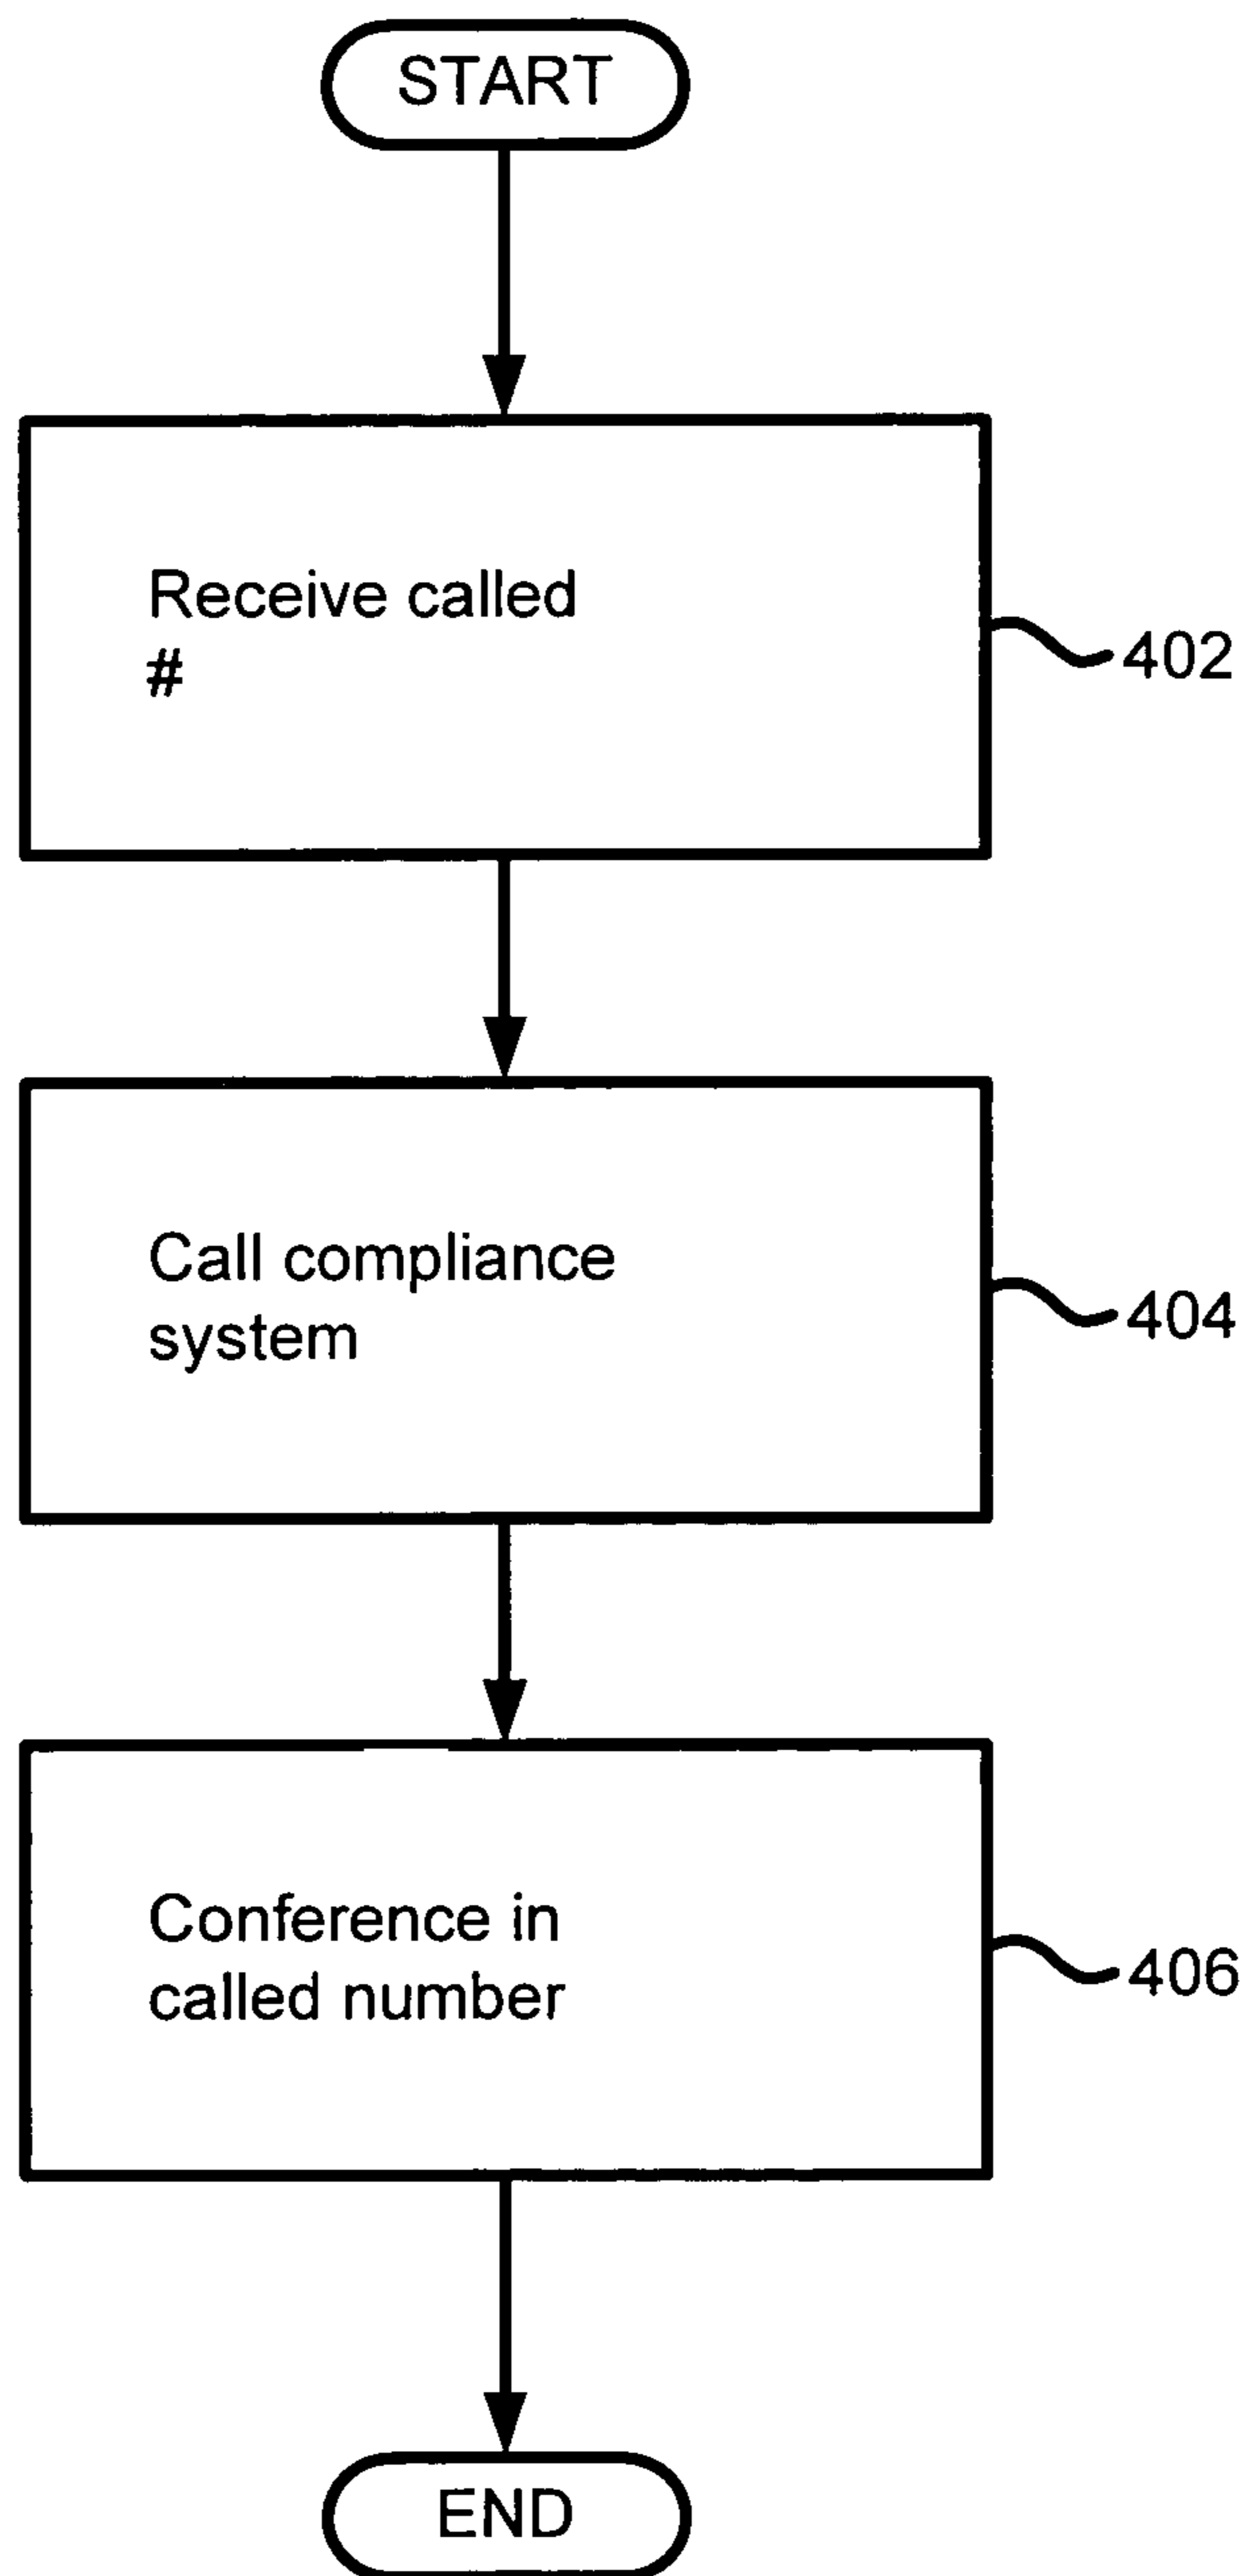 START
Receive called
#
402
Call compliance
system
404
Conference in
called number
406
END